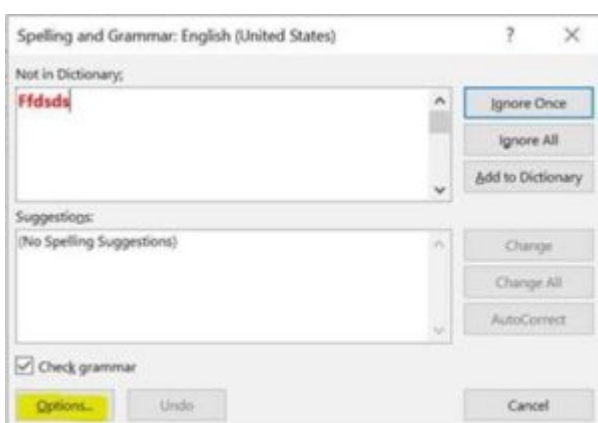 Spelling and Grammar: English (United States) ? ×
Not in Dictionary:
Ffdsds
Ignore Once
Ignore All
Add to Dictionary
Suggestions:
(No Spelling Suggestions)
Change
Change All
AutoCorrect
Check grammar
Options...
Undo
Cancel